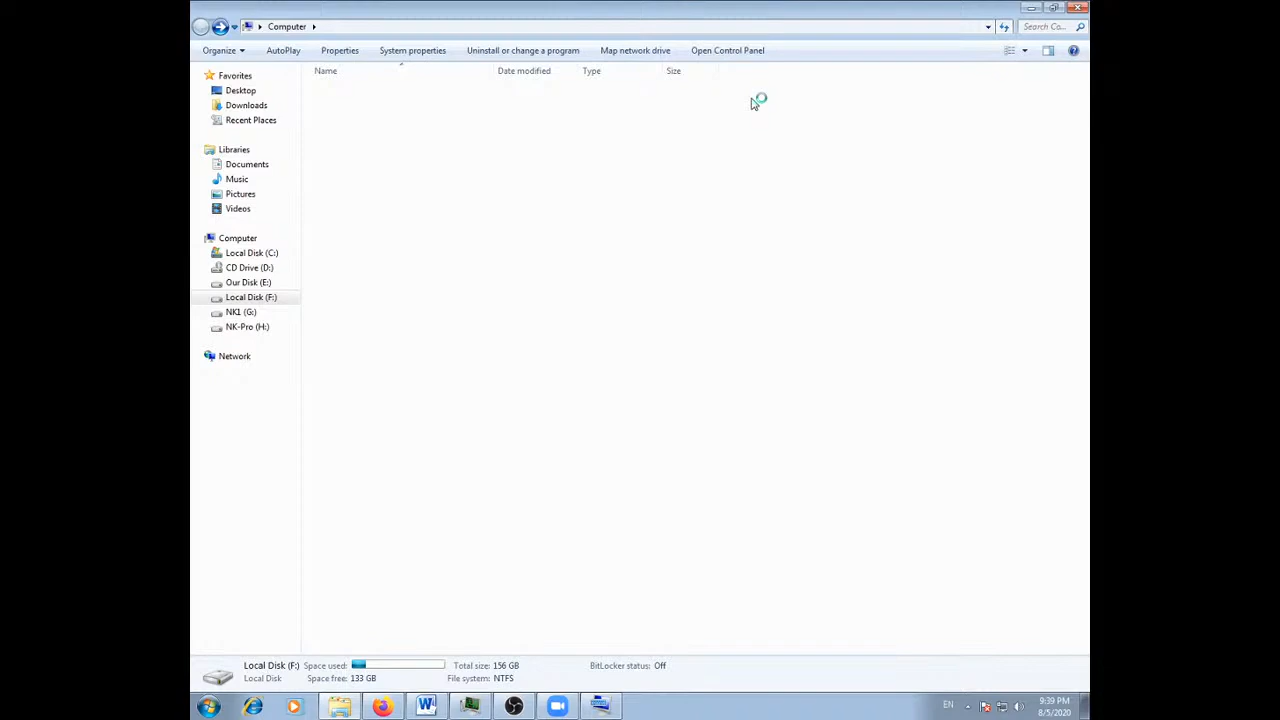 Computer
Search Co...
Organize
AutoPlay
Properties
System properties
Uninstall or change a program
Map network drive
Open Control Panel
Name
Date modified
Type
Size
Favorites
Desktop
Downloads
Recent Places
Libraries
Documents
Music
Pictures
Videos
Computer
Local Disk (C:)
CD Drive (D:)
Our Disk (E:)
Local Disk (F:)
NK1 (G:)
NK-Pro (H:)
Network
Local Disk (F:) Space used: Total size: 156 GB BitLocker status: Off
Local Disk Space free: 133 GB File system: NTFS
EN
9:39 PM
8/5/2020